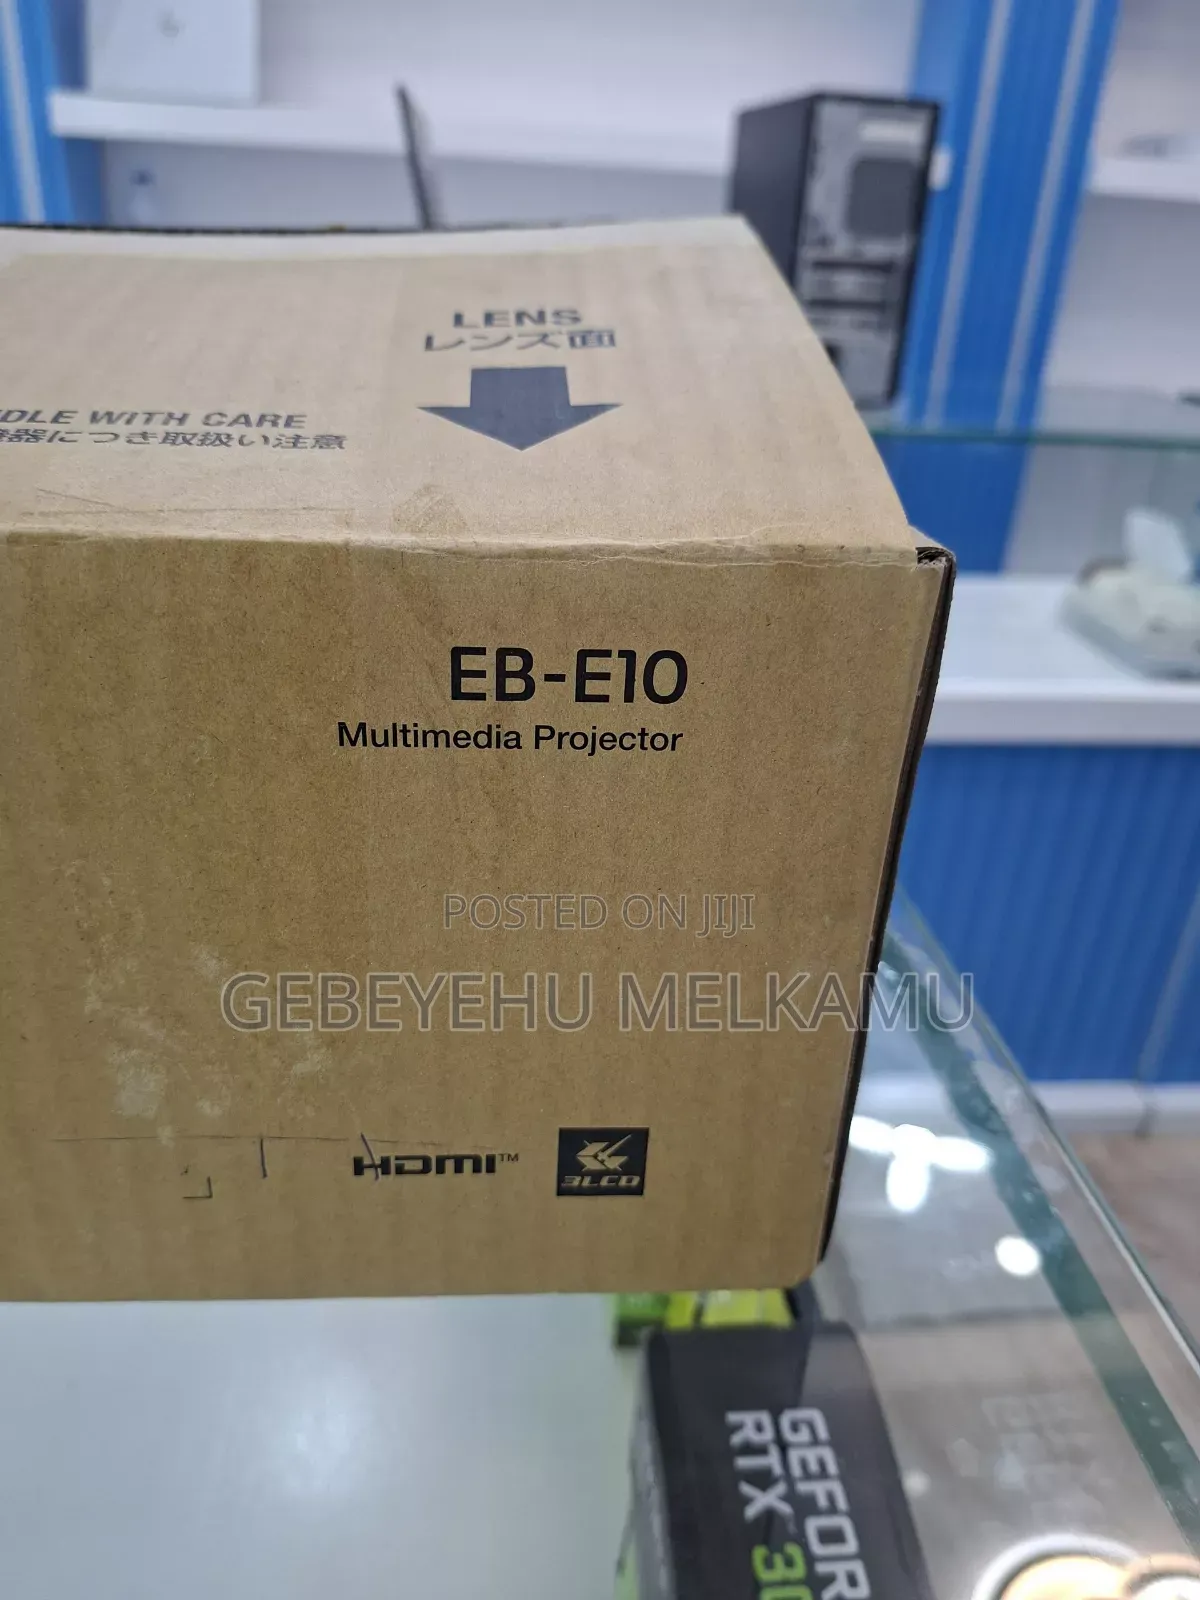 LENS
レンズ面
DLE WITH CARE
器につき取扱い注意
EB-E10
Multimedia Projector
POSTED ON JIJI
GEBEYEHU MELKAMU
HDMI™
3LCD
GEFOR
RTX 30